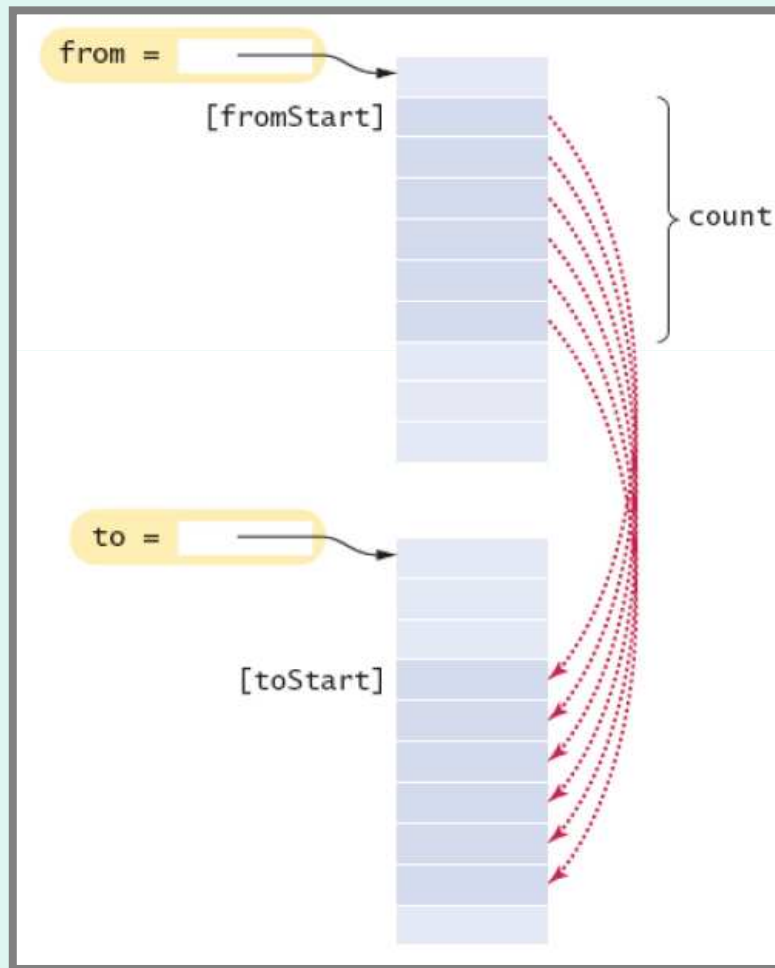 from =
[fromStart]
count
to =
[toStart]